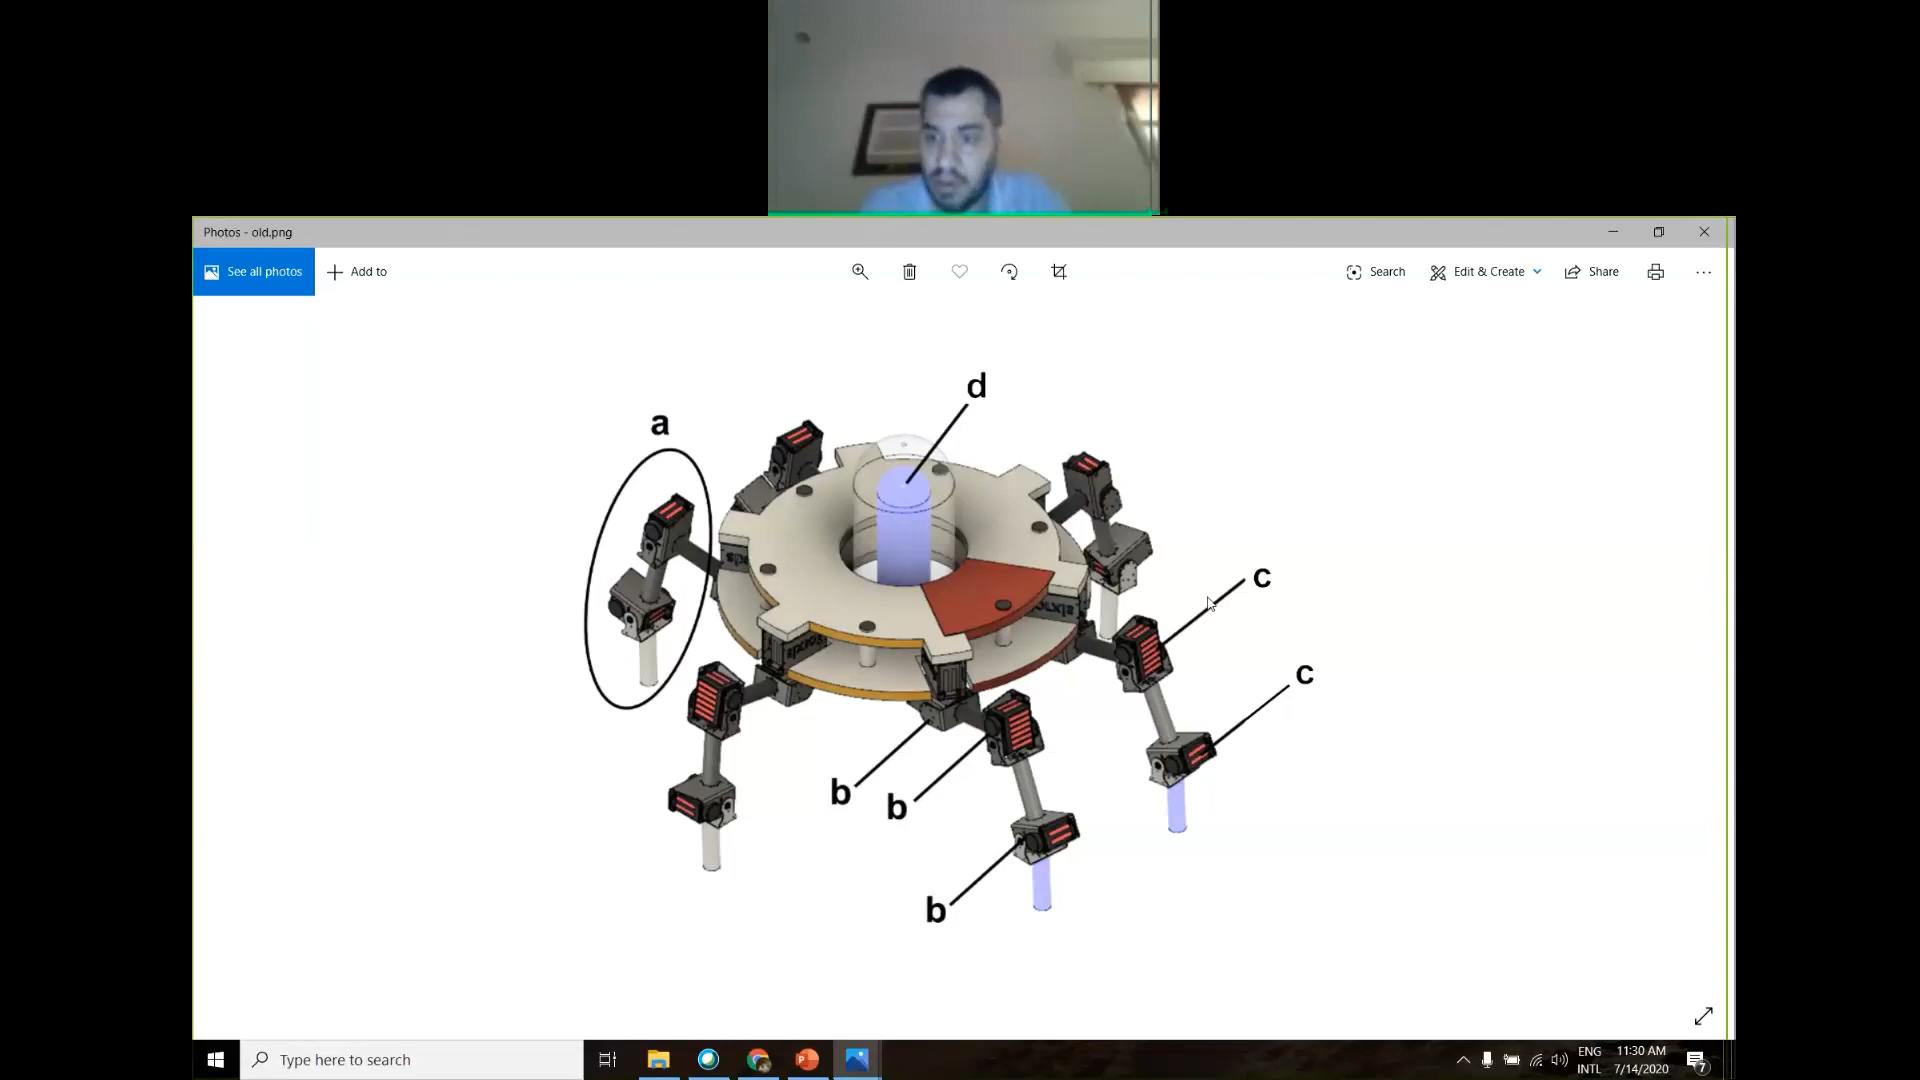 Photos - old.png
See all photos
Add to
Search
Edit & Create
Share
d
a
c
c
b
b
b
Type here to search
ENG
INTL
11:30 AM
7/14/2020
7